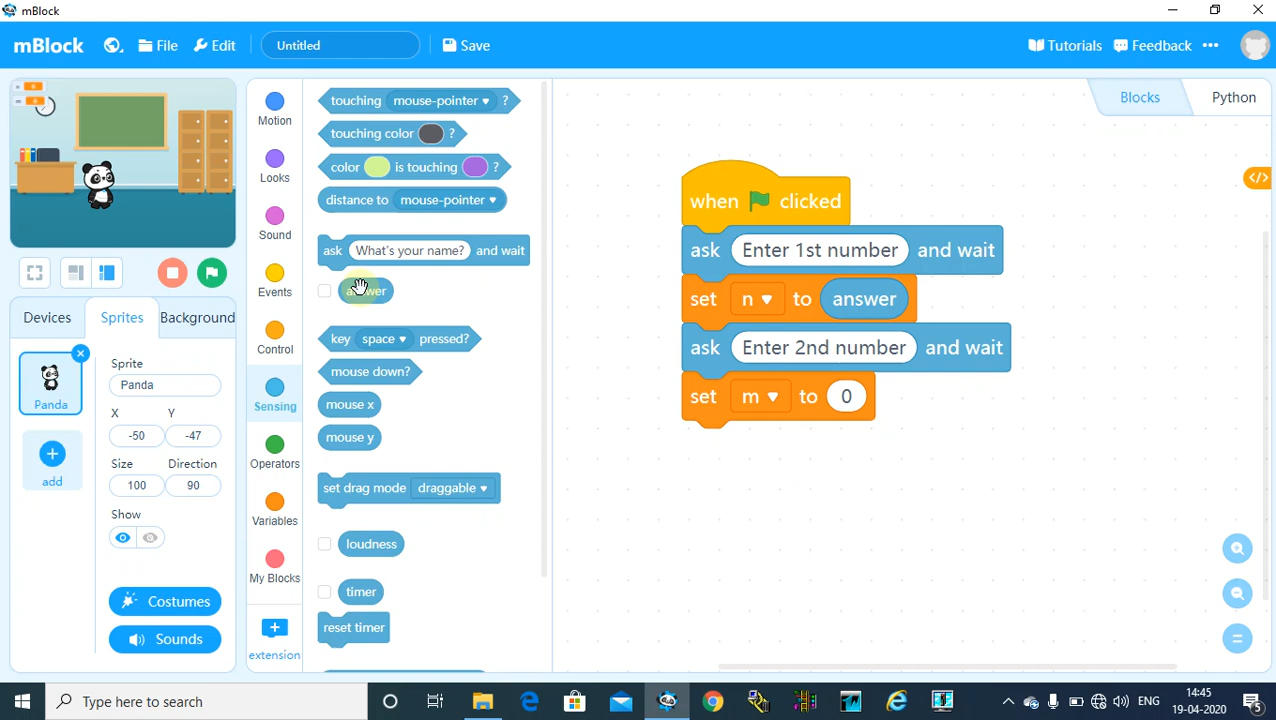 mBlock
mBlock File Edit Untitled Save Tutorials Feedback
Blocks Python
Motion
Looks
Sound
Events
Control
Sensing
Operators
Variables
My Blocks
extension
touching mouse-pointer ?
touching color ?
color is touching ?
distance to mouse-pointer
ask What's your name? and wait
key space pressed?
mouse down?
mouse x
mouse y
set drag mode draggable
loudness
timer
reset timer
when clicked
ask Enter 1st number and wait
set n to answer
ask Enter 2nd number and wait
set m to 0
Devices Sprites Background
Panda
add
Sprite
Panda
X Y
-50 -47
Size Direction
100 90
Show
Costumes
Sounds
Type here to search
ENG
14:45
19-04-2020
5